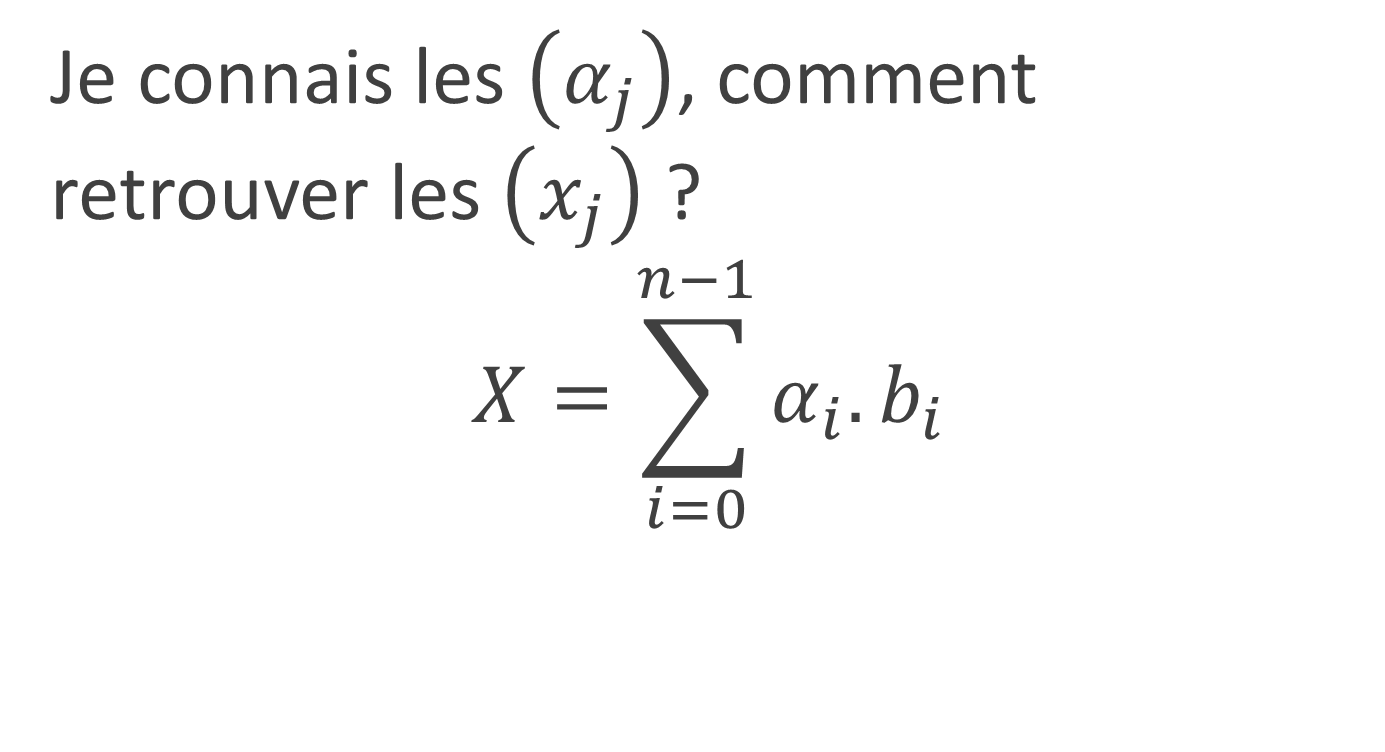 Je connais les (αⱼ), comment
retrouver les (xⱼ) ?
n−1
X = ∑ αᵢ. bᵢ
i=0